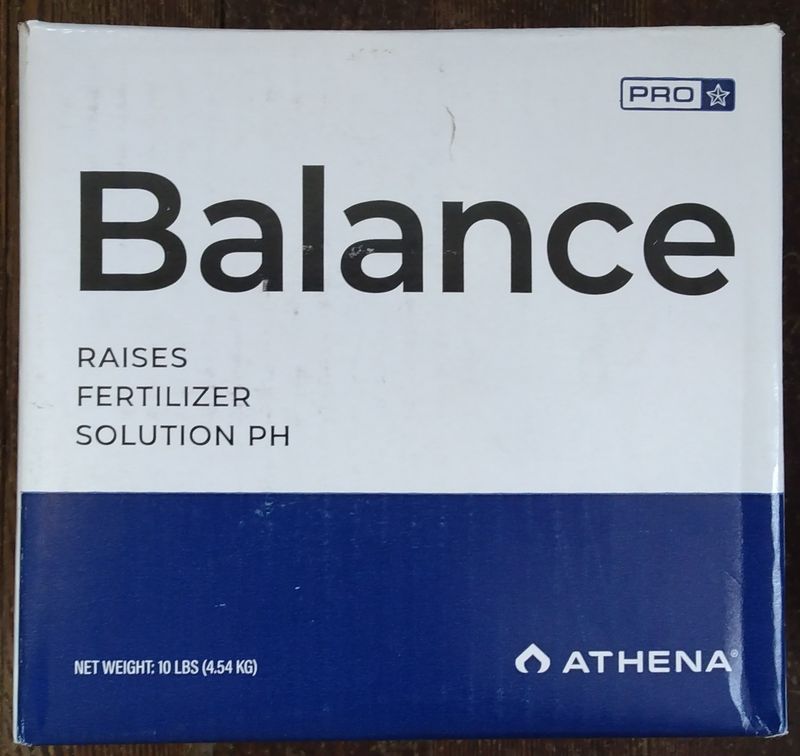 PRO
Balance
RAISES
FERTILIZER
SOLUTION PH
NET WEIGHT: 10 LBS (4.54 KG)
ATHENA®